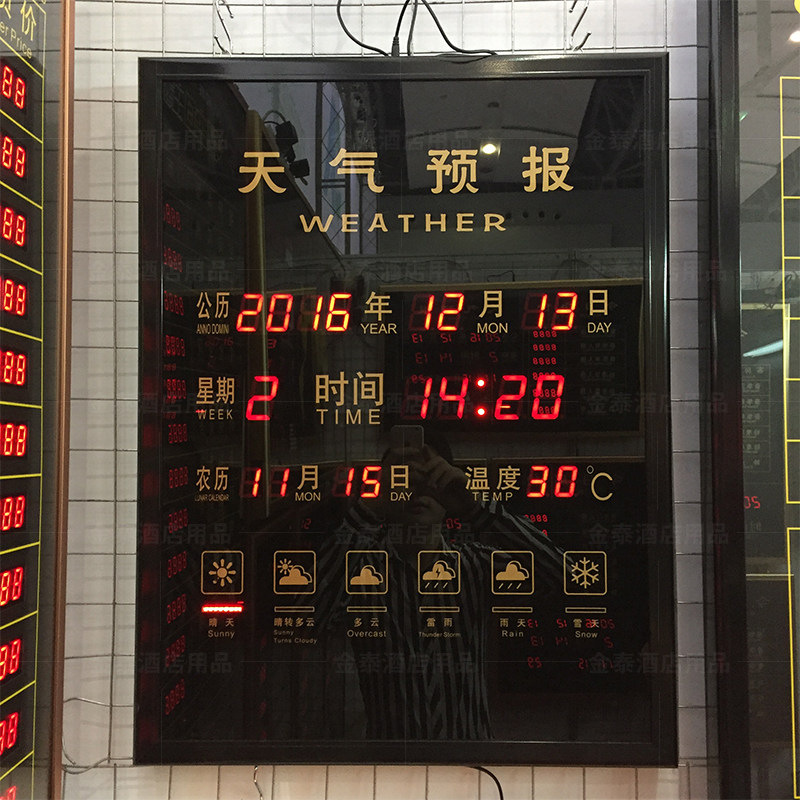 天气预报
WEATHER
公历 2016 年 12 月 13 日
ANNO DOMINI YEAR MON DAY
星期 2 时间 14:20
WEEK TIME
农历 11 月 15 日 温度 30 ℃
LUNAR CALENDAR MON DAY TEMP
晴天 晴转多云 多云 雷雨 雨天 雪天
Sunny Sunny Turns Cloudy Overcast Thunder Storm Rain Snow
金泰酒店用品